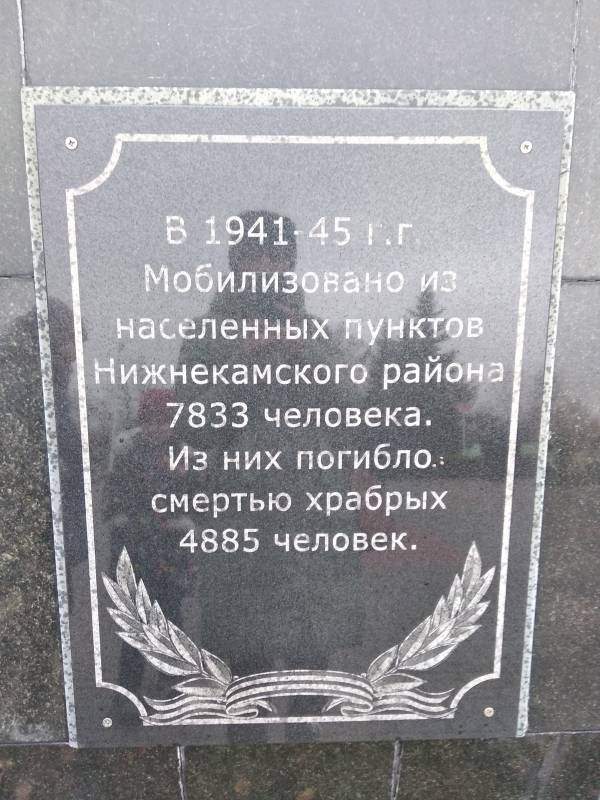 В 1941-45 г.г.
Мобилизовано из
населенных пунктов
Нижнекамского района
7833 человека.
Из них погибло
смертью храбрых
4885 человек.